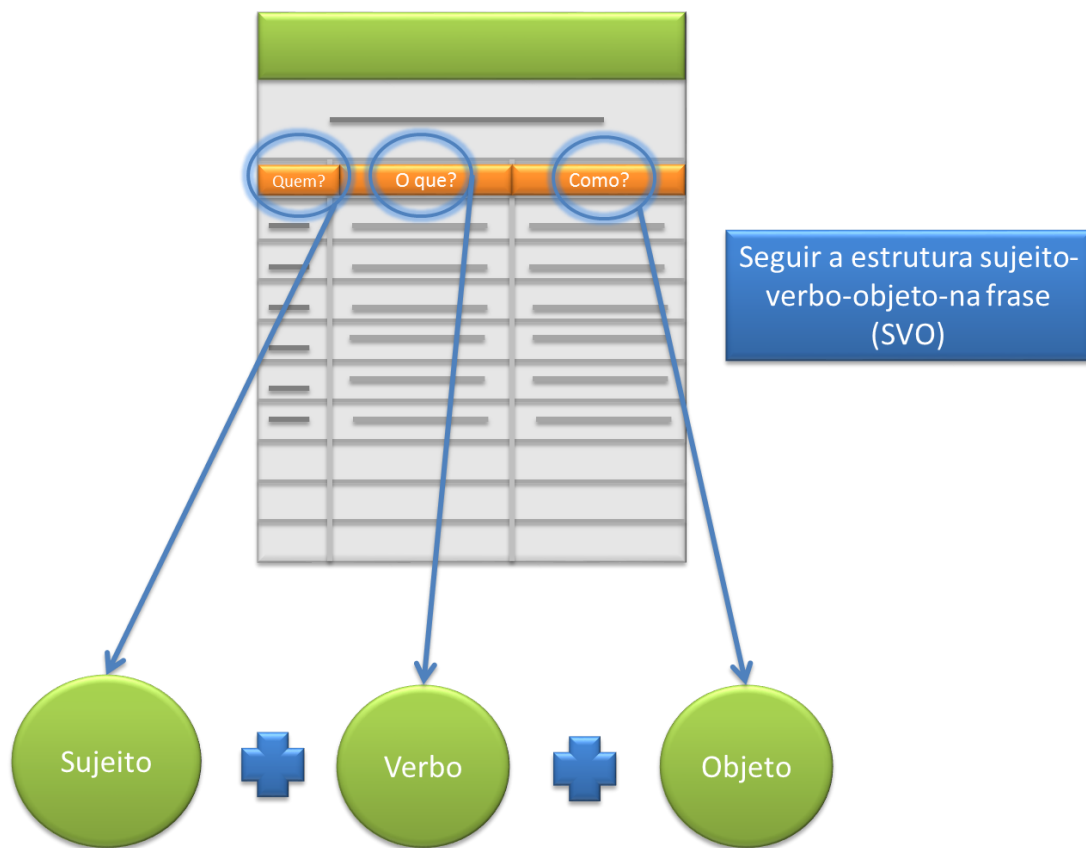 Quem? O que? Como?
Seguir a estrutura sujeito-
verbo-objeto-na frase
(SVO)
Sujeito Verbo Objeto